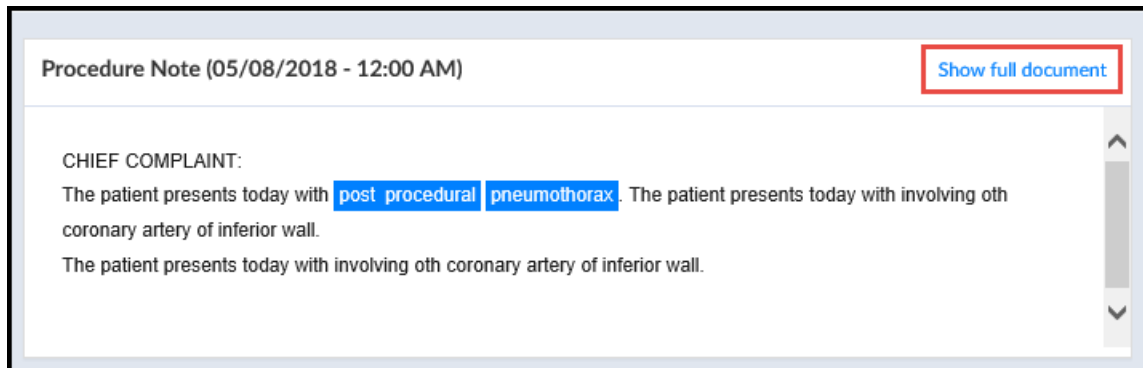 Procedure Note (05/08/2018 - 12:00 AM)
Show full document
CHIEF COMPLAINT:
The patient presents today with post procedural pneumothorax. The patient presents today with involving oth
coronary artery of inferior wall.
The patient presents today with involving oth coronary artery of inferior wall.